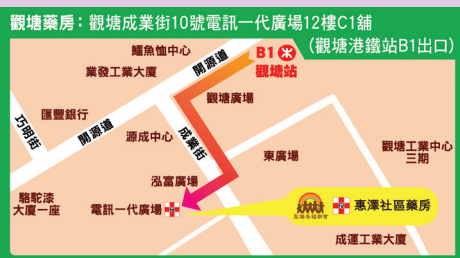 觀塘藥房：觀塘成業街10號電訊一代廣場12樓C1舖
(觀塘港鐵站B1出口)
鱷魚恤中心
B1
觀塘站
業發工業大廈
開源道
觀塘廣場
匯豐銀行
開源道
巧明街
源成中心
成業街
觀塘工業中心
三期
東廣場
泓富廣場
駱駝漆
大廈一座
電訊一代廣場
惠澤社區藥房
成運工業大廈